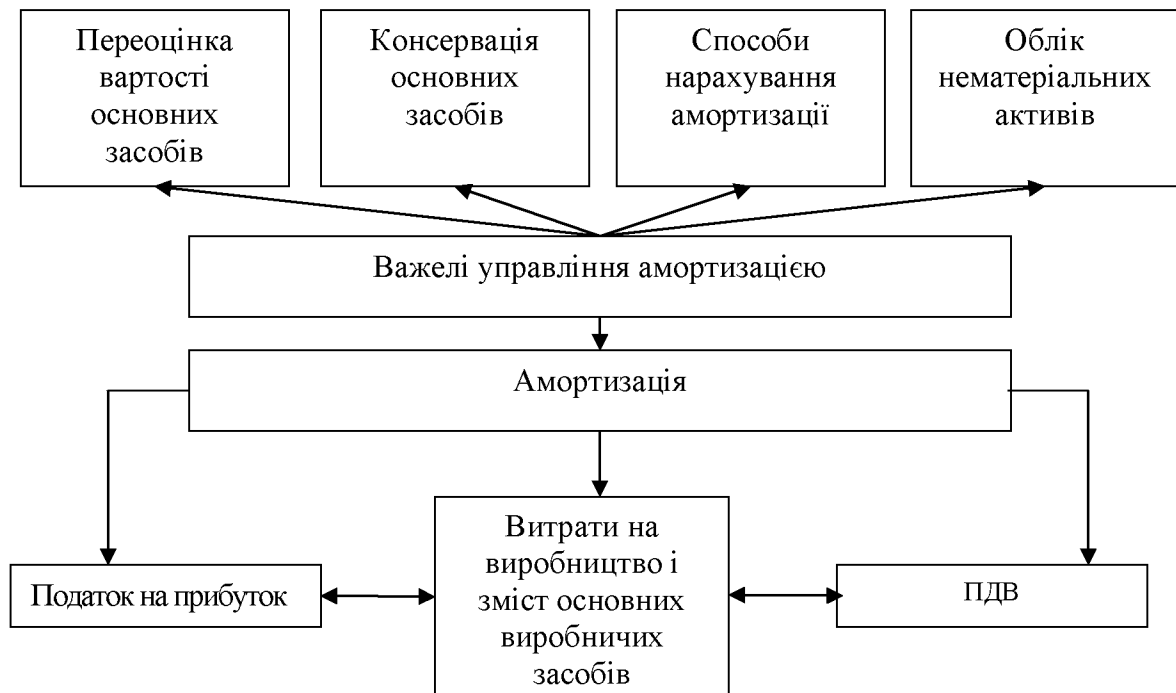 Переоцінка
вартості
основних
засобів
Консервація
основних
засобів
Способи
нарахування
амортизації
Облік
нематеріальних
активів
Важелі управління амортизацією
Амортизація
Витрати на
виробництво і
зміст основних
виробничих
засобів
Податок на прибуток
ПДВ